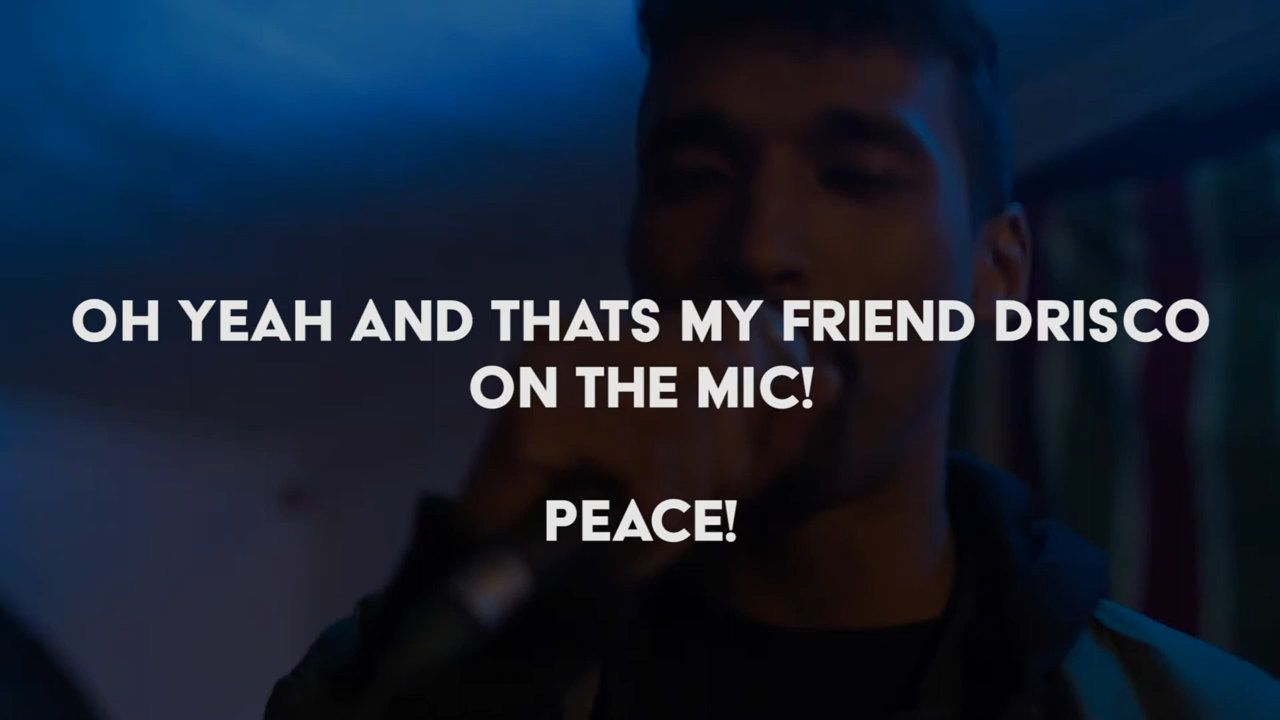 OH YEAH AND THATS MY FRIEND DRISCO
ON THE MIC!
PEACE!